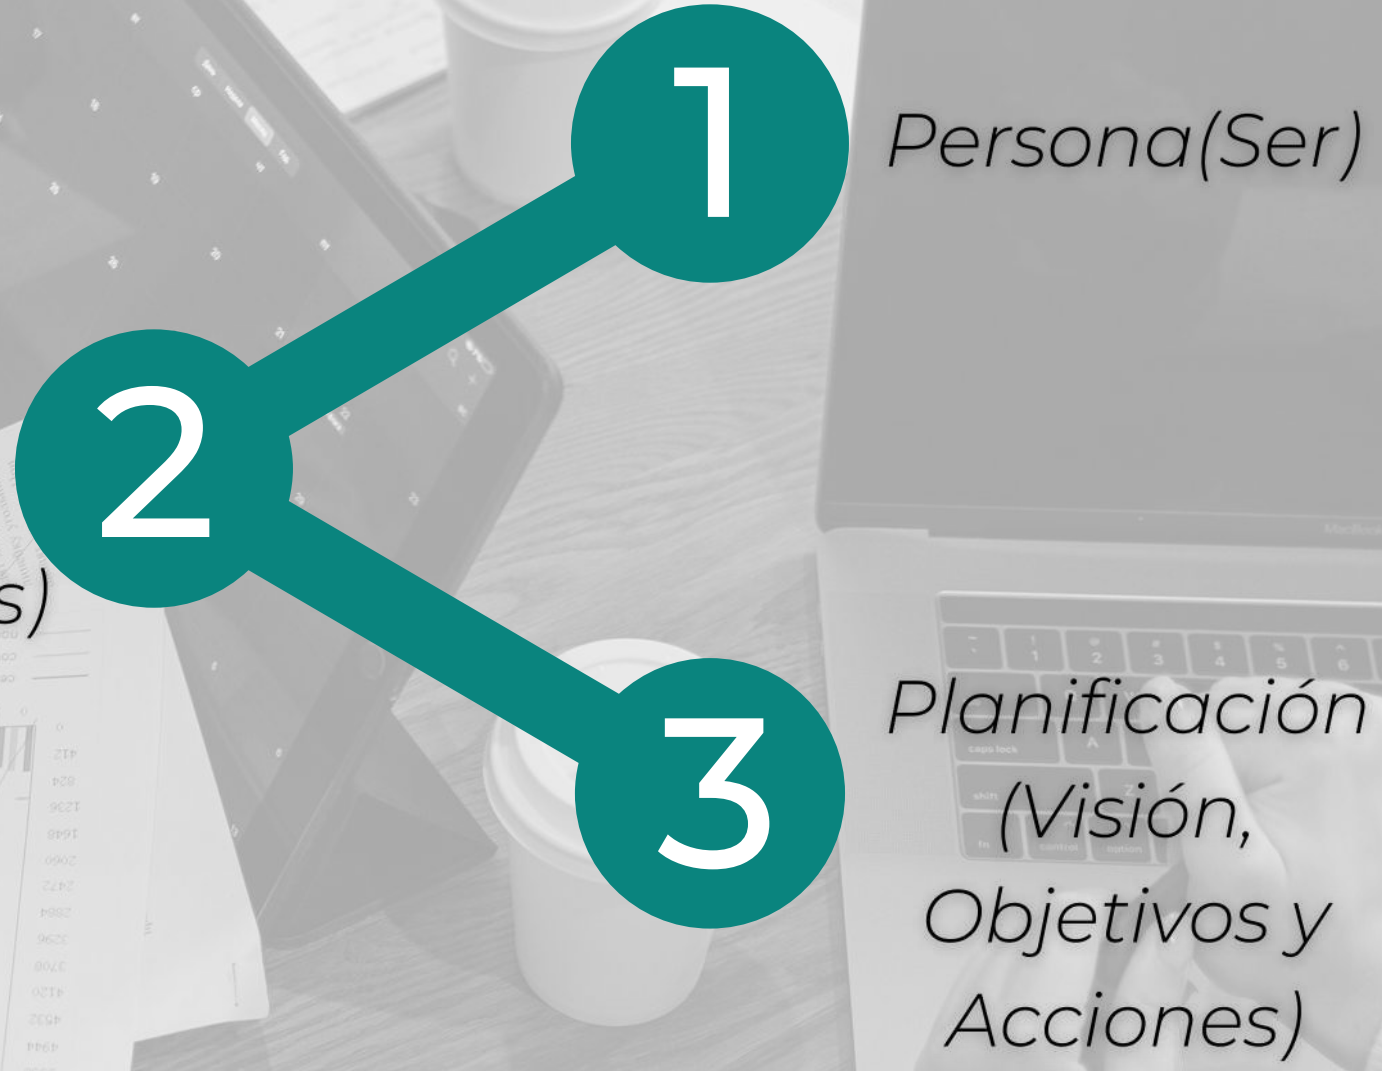 1
Persona(Ser)
2
s)
3
Planificación
(Visión,
Objetivos y
Acciones)